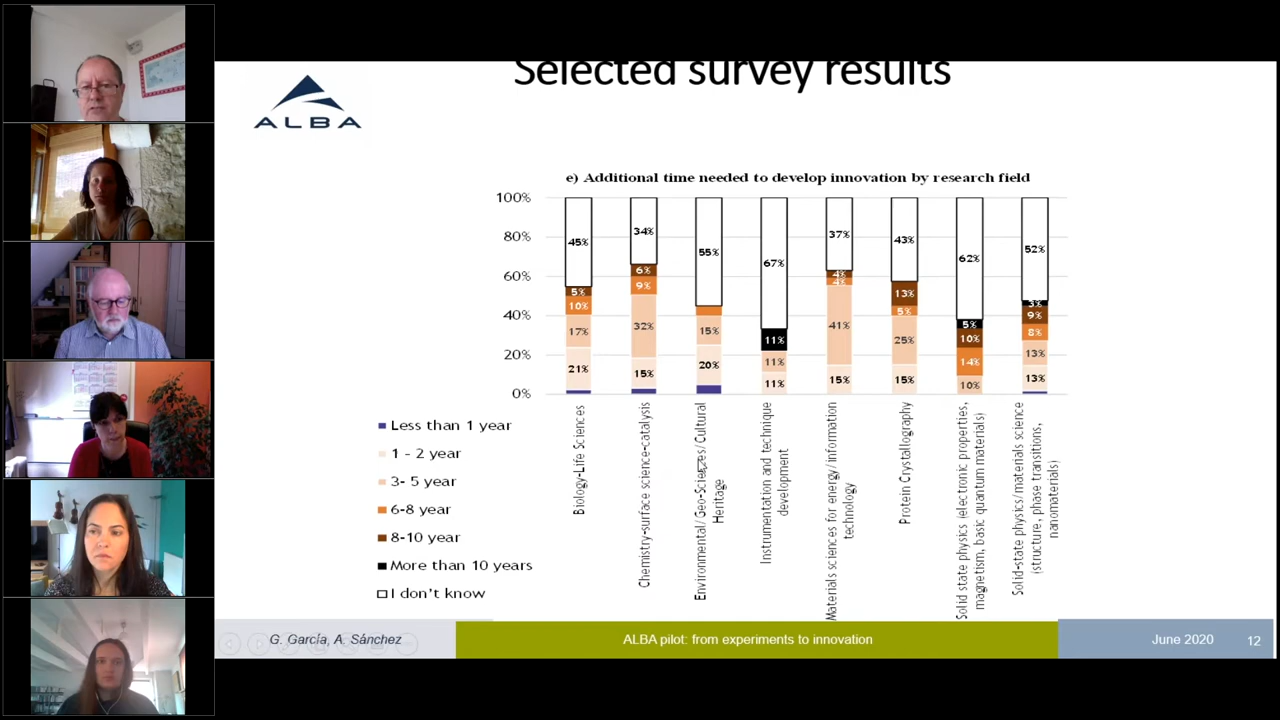 Selected survey results
ALBA
e) Additional time needed to develop innovation by research field
100%
80%
60%
40%
20%
0%
45%
5%
10%
17%
21%
34%
6%
9%
32%
15%
55%
15%
20%
67%
11%
11%
11%
37%
4%
4%
41%
15%
43%
13%
5%
25%
15%
62%
5%
10%
14%
10%
52%
3%
9%
8%
13%
13%
Biology-Life Sciences
Chemistry-surface science-catalysis
Environmental/Geo-Sciences/Cultural
Heritage
Instrumentation and technique
development
Materials sciences for energy/information
technology
Protein Crystallography
Solid state physics (electronic properties,
magnetism, basic quantum materials)
Solid-state physics/materials science
(structure, phase transitions,
nanomaterials)
Less than 1 year
1 - 2 year
3- 5 year
6-8 year
8-10 year
More than 10 years
I don't know
G. García, A. Sánchez
ALBA pilot: from experiments to innovation
June 2020
12